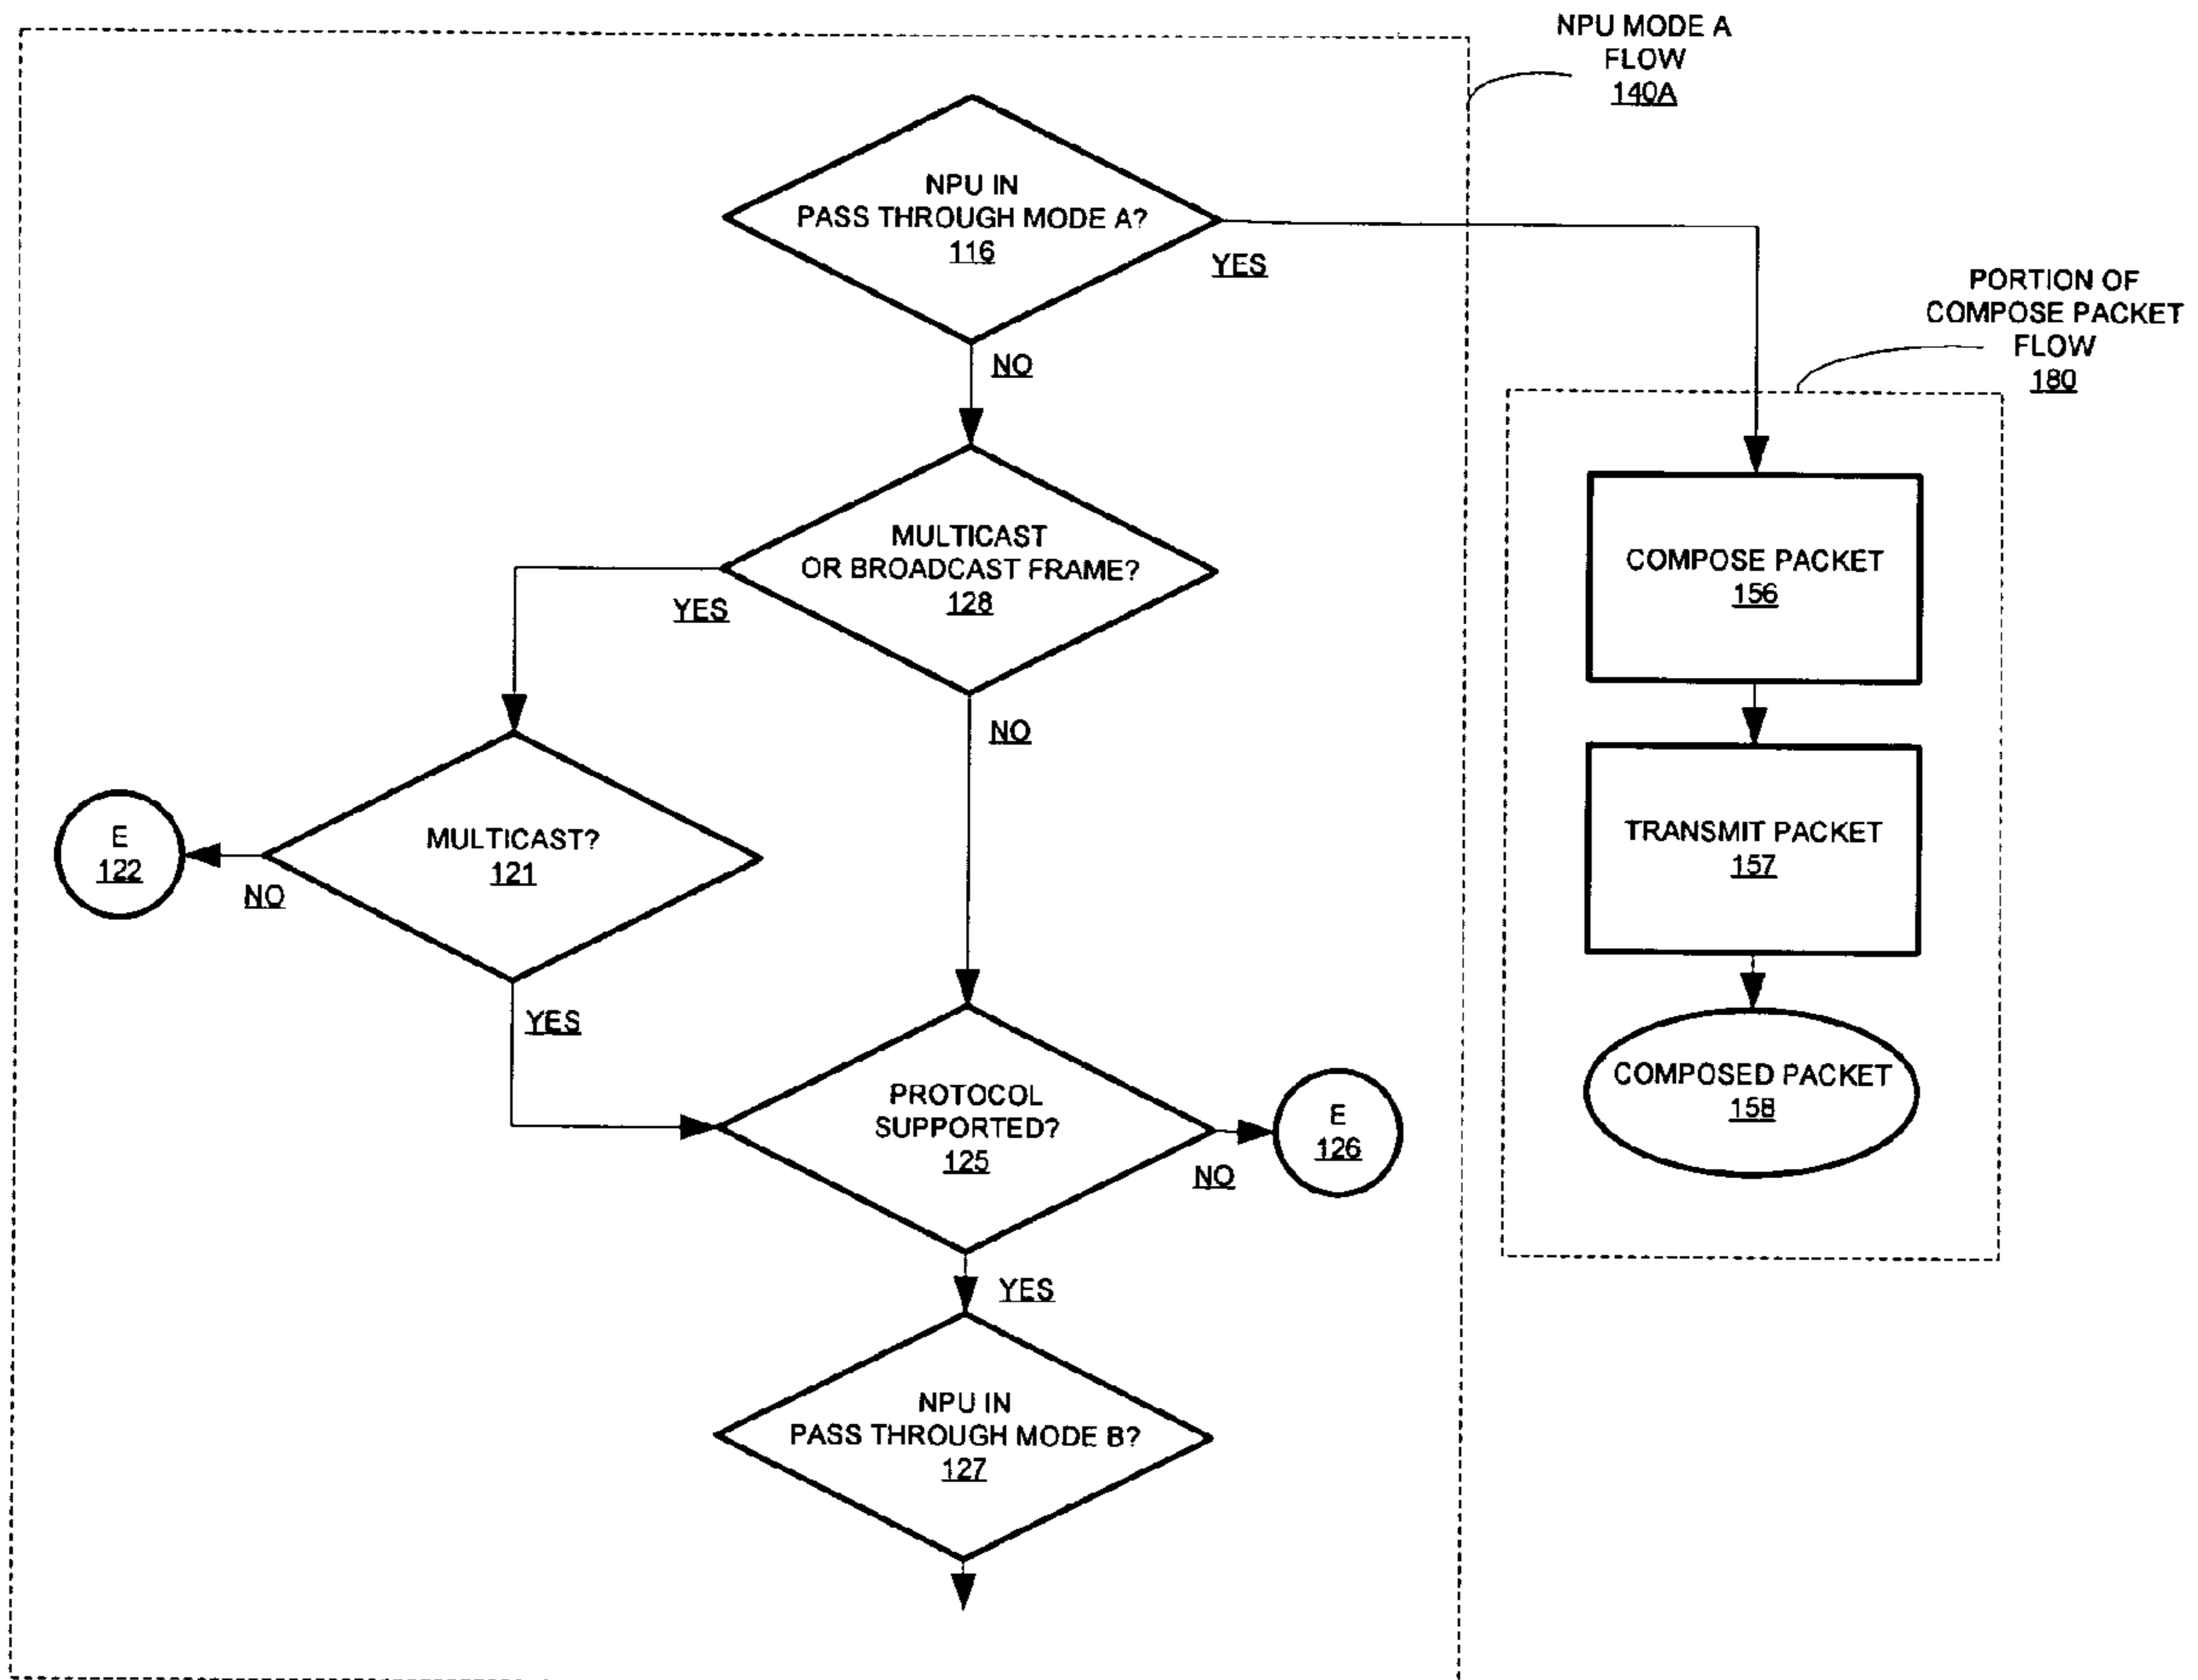 NPU MODE A
FLOW
140A
NPU IN
PASS THROUGH MODE A?
116
YES
NO
PORTION OF
COMPOSE PACKET
FLOW
180
MULTICAST
OR BROADCAST FRAME?
128
YES
NO
COMPOSE PACKET
156
TRANSMIT PACKET
157
E
122
NO
MULTICAST?
121
YES
COMPOSED PACKET
158
PROTOCOL
SUPPORTED?
125
NO
E
126
YES
NPU IN
PASS THROUGH MODE B?
127